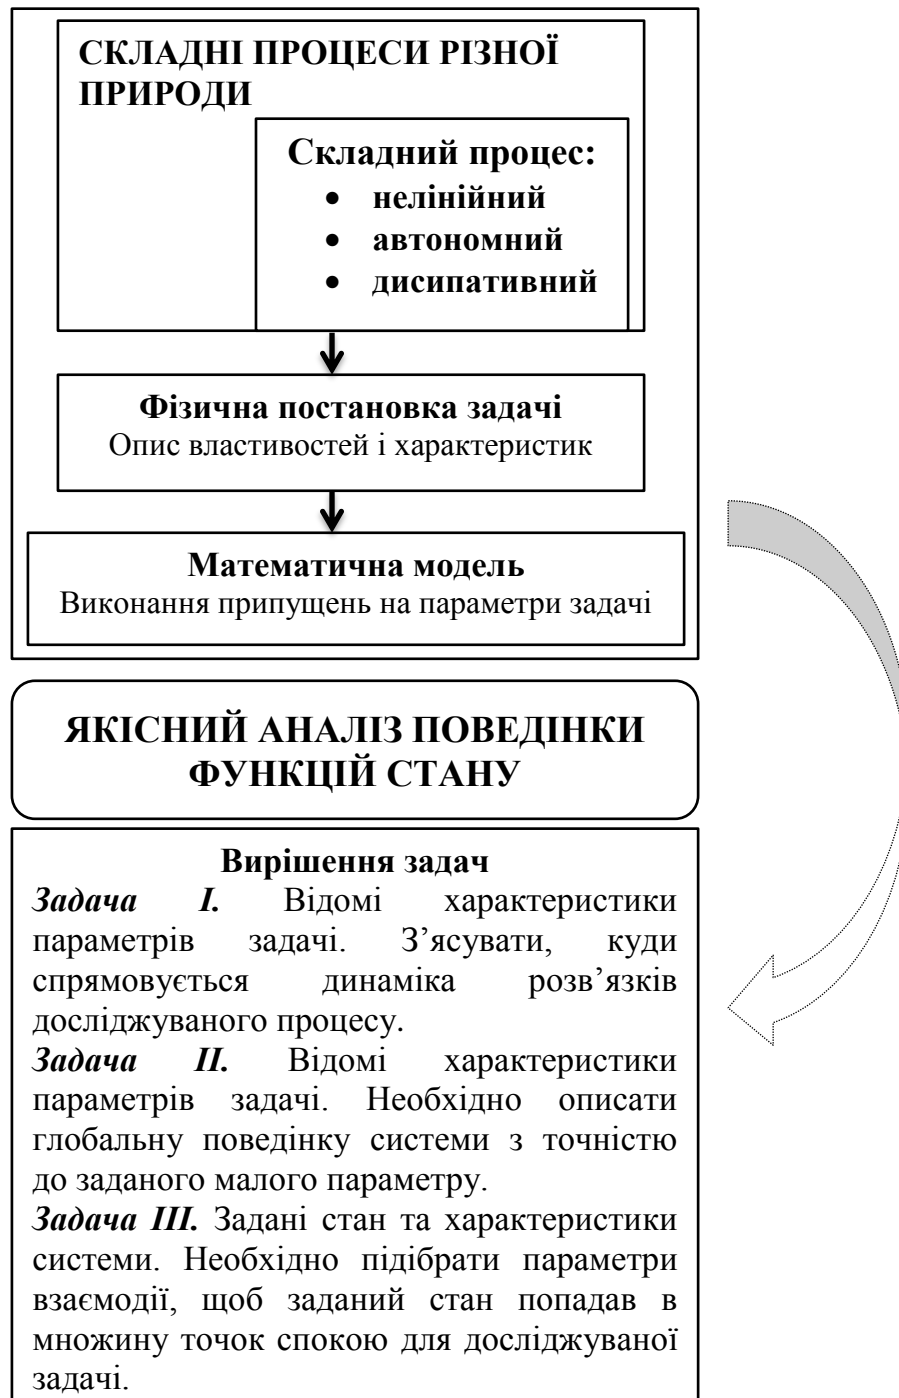 СКЛАДНІ ПРОЦЕСИ РІЗНОЇ
ПРИРОДИ
Складний процес:
• нелінійний
• автономний
• дисипативний
Фізична постановка задачі
Опис властивостей і характеристик
Математична модель
Виконання припущень на параметри задачі
ЯКІСНИЙ АНАЛІЗ ПОВЕДІНКИ
ФУНКЦІЙ СТАНУ
Вирішення задач
Задача I. Відомі характеристики
параметрів задачі. З’ясувати, куди
спрямовується динаміка розв’язків
досліджуваного процесу.
Задача II. Відомі характеристики
параметрів задачі. Необхідно описати
глобальну поведінку системи з точністю
до заданого малого параметру.
Задача III. Задані стан та характеристики
системи. Необхідно підібрати параметри
взаємодії, щоб заданий стан попадав в
множину точок спокою для досліджуваної
задачі.